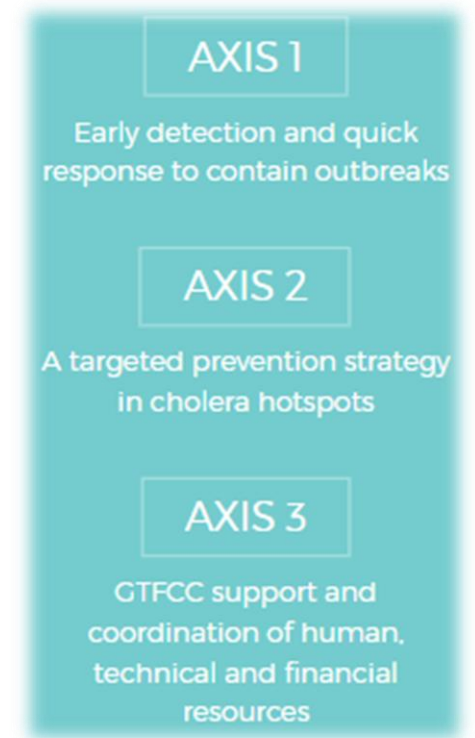 AXIS 1
Early detection and quick
response to contain outbreaks
AXIS 2
A targeted prevention strategy
in cholera hotspots
AXIS 3
GTFCC support and
coordination of human,
technical and financial
resources